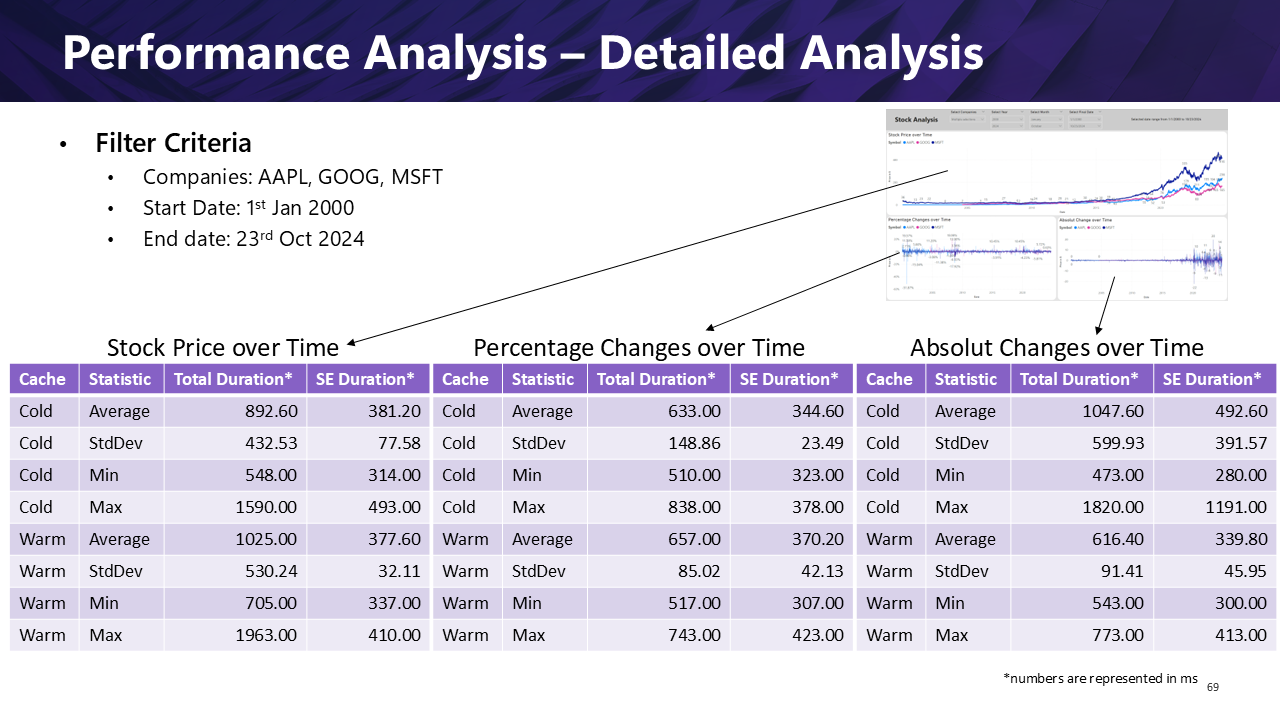 Performance Analysis – Detailed Analysis
• Filter Criteria
• Companies: AAPL, GOOG, MSFT
• Start Date: 1st Jan 2000
• End date: 23rd Oct 2024
Stock Analysis
Stock Price over Time
Percentage Changes over Time
Absolut Change over Time
Stock Price over Time
Percentage Changes over Time
Absolut Changes over Time
Cache Statistic Total Duration* SE Duration* Cache Statistic Total Duration* SE Duration* Cache Statistic Total Duration* SE Duration*
Cold Average 892.60 381.20 Cold Average 633.00 344.60 Cold Average 1047.60 492.60
Cold StdDev 432.53 77.58 Cold StdDev 148.86 23.49 Cold StdDev 599.93 391.57
Cold Min 548.00 314.00 Cold Min 510.00 323.00 Cold Min 473.00 280.00
Cold Max 1590.00 493.00 Cold Max 838.00 378.00 Cold Max 1820.00 1191.00
Warm Average 1025.00 377.60 Warm Average 657.00 370.20 Warm Average 616.40 339.80
Warm StdDev 530.24 32.11 Warm StdDev 85.02 42.13 Warm StdDev 91.41 45.95
Warm Min 705.00 337.00 Warm Min 517.00 307.00 Warm Min 543.00 300.00
Warm Max 1963.00 410.00 Warm Max 743.00 423.00 Warm Max 773.00 413.00
*numbers are represented in ms
69